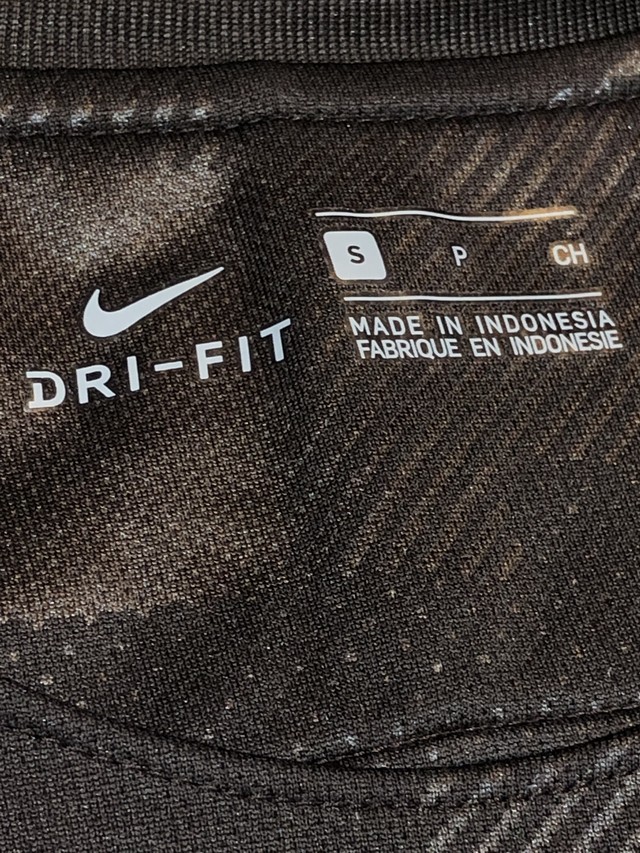 DRI-FIT
S P CH
MADE IN INDONESIA
FABRIQUE EN INDONESIE